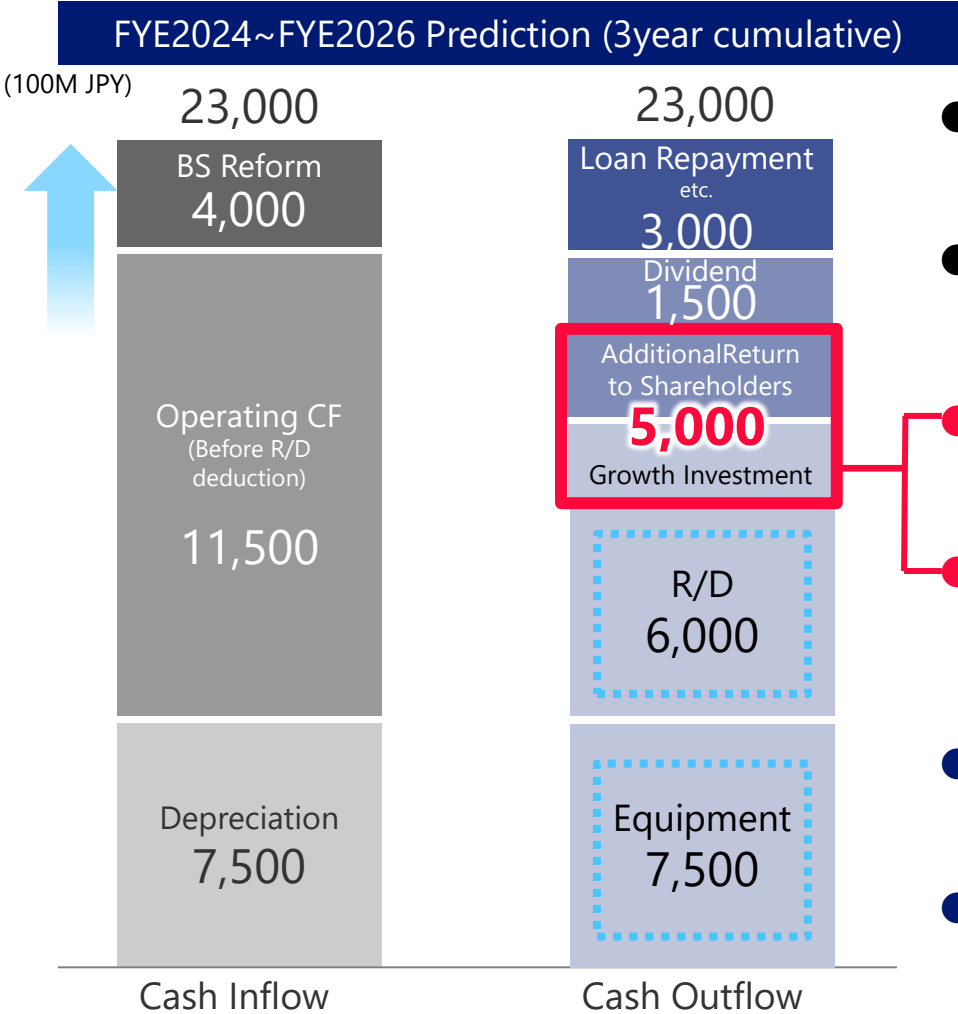 FYE2024~FYE2026 Prediction (3year cumulative)
(100M JPY)
23,000
BS Reform
4,000
Operating CF
(Before R/D
deduction)
11,500
Depreciation
7,500
Cash Inflow
23,000
Loan Repayment
etc.
3,000
Dividend
1,500
AdditionalReturn
to Shareholders
5,000
Growth Investment
R/D
6,000
Equipment
7,500
Cash Outflow